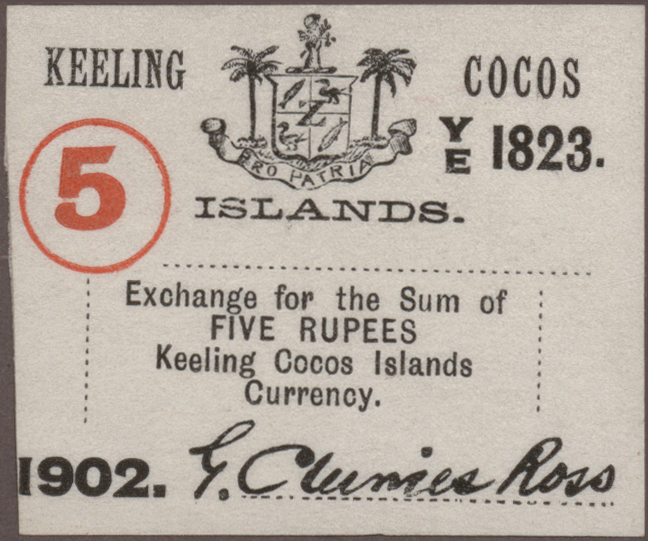 KEELING COCOS
YE 1823.
5
PRO PATRIA
ISLANDS.
Exchange for the Sum of
FIVE RUPEES
Keeling Cocos Islands
Currency.
1902. G. Clunies Ross